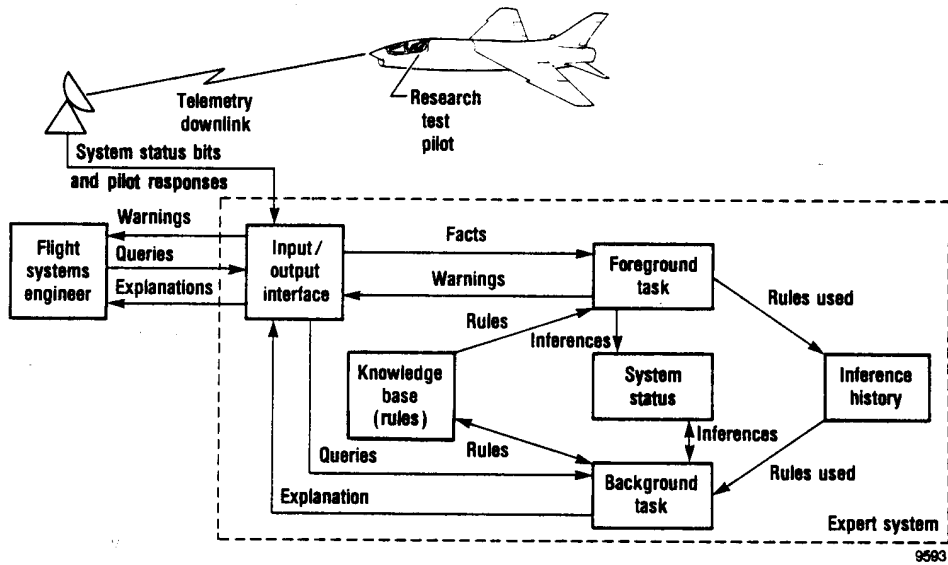 Telemetry
downlink
Research
test
pilot
System status bits
and pilot responses
Warnings
Queries
Explanations
Flight
systems
engineer
Input/
output
interface
Facts
Warnings
Rules
Foreground
task
Rules used
Inferences
Knowledge
base
(rules)
System
status
Inference
history
Inferences
Rules
Queries
Rules used
Explanation
Background
task
Expert system
9593